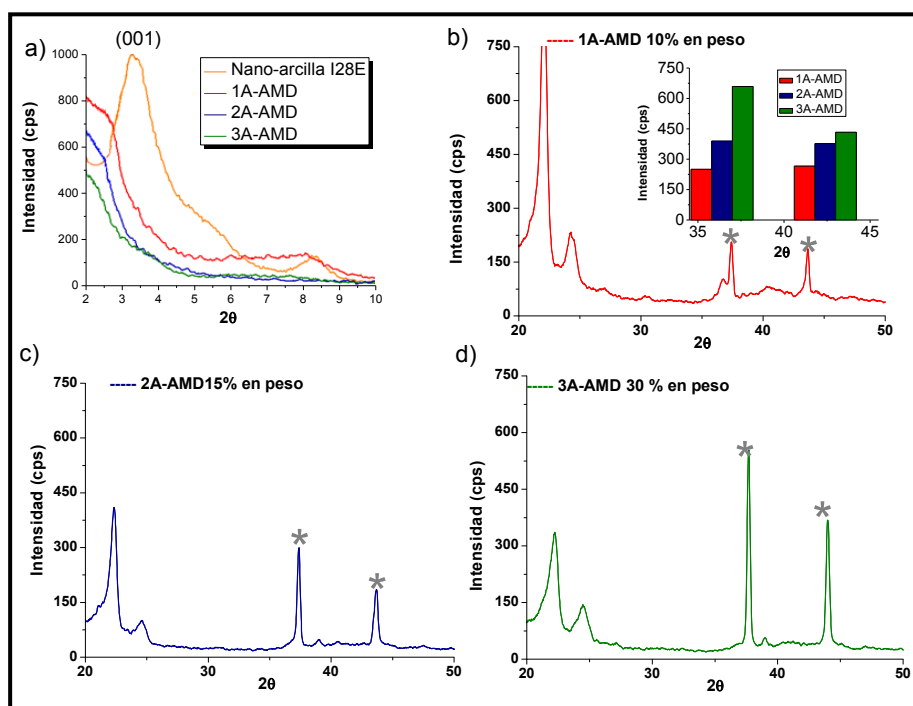 a)
(001)
Nano-arcilla I28E
1A-AMD
2A-AMD
3A-AMD
Intensidad (cps)
1000
800
600
400
200
0
2 3 4 5 6 7 8 9 10
2θ
b)
1A-AMD 10% en peso
Intensidad (cps)
750
600
450
300
150
0
20 30 40 50
2θ
1A-AMD
2A-AMD
3A-AMD
Intensidad (cps)
750
600
450
300
150
0
35 40 45
2θ
*
*
c)
2A-AMD15% en peso
Intensidad (cps)
750
600
450
300
150
0
20 30 40 50
2θ
*
*
d)
3A-AMD 30 % en peso
Intensidad (cps)
750
600
450
300
150
0
20 30 40 50
2θ
*
*